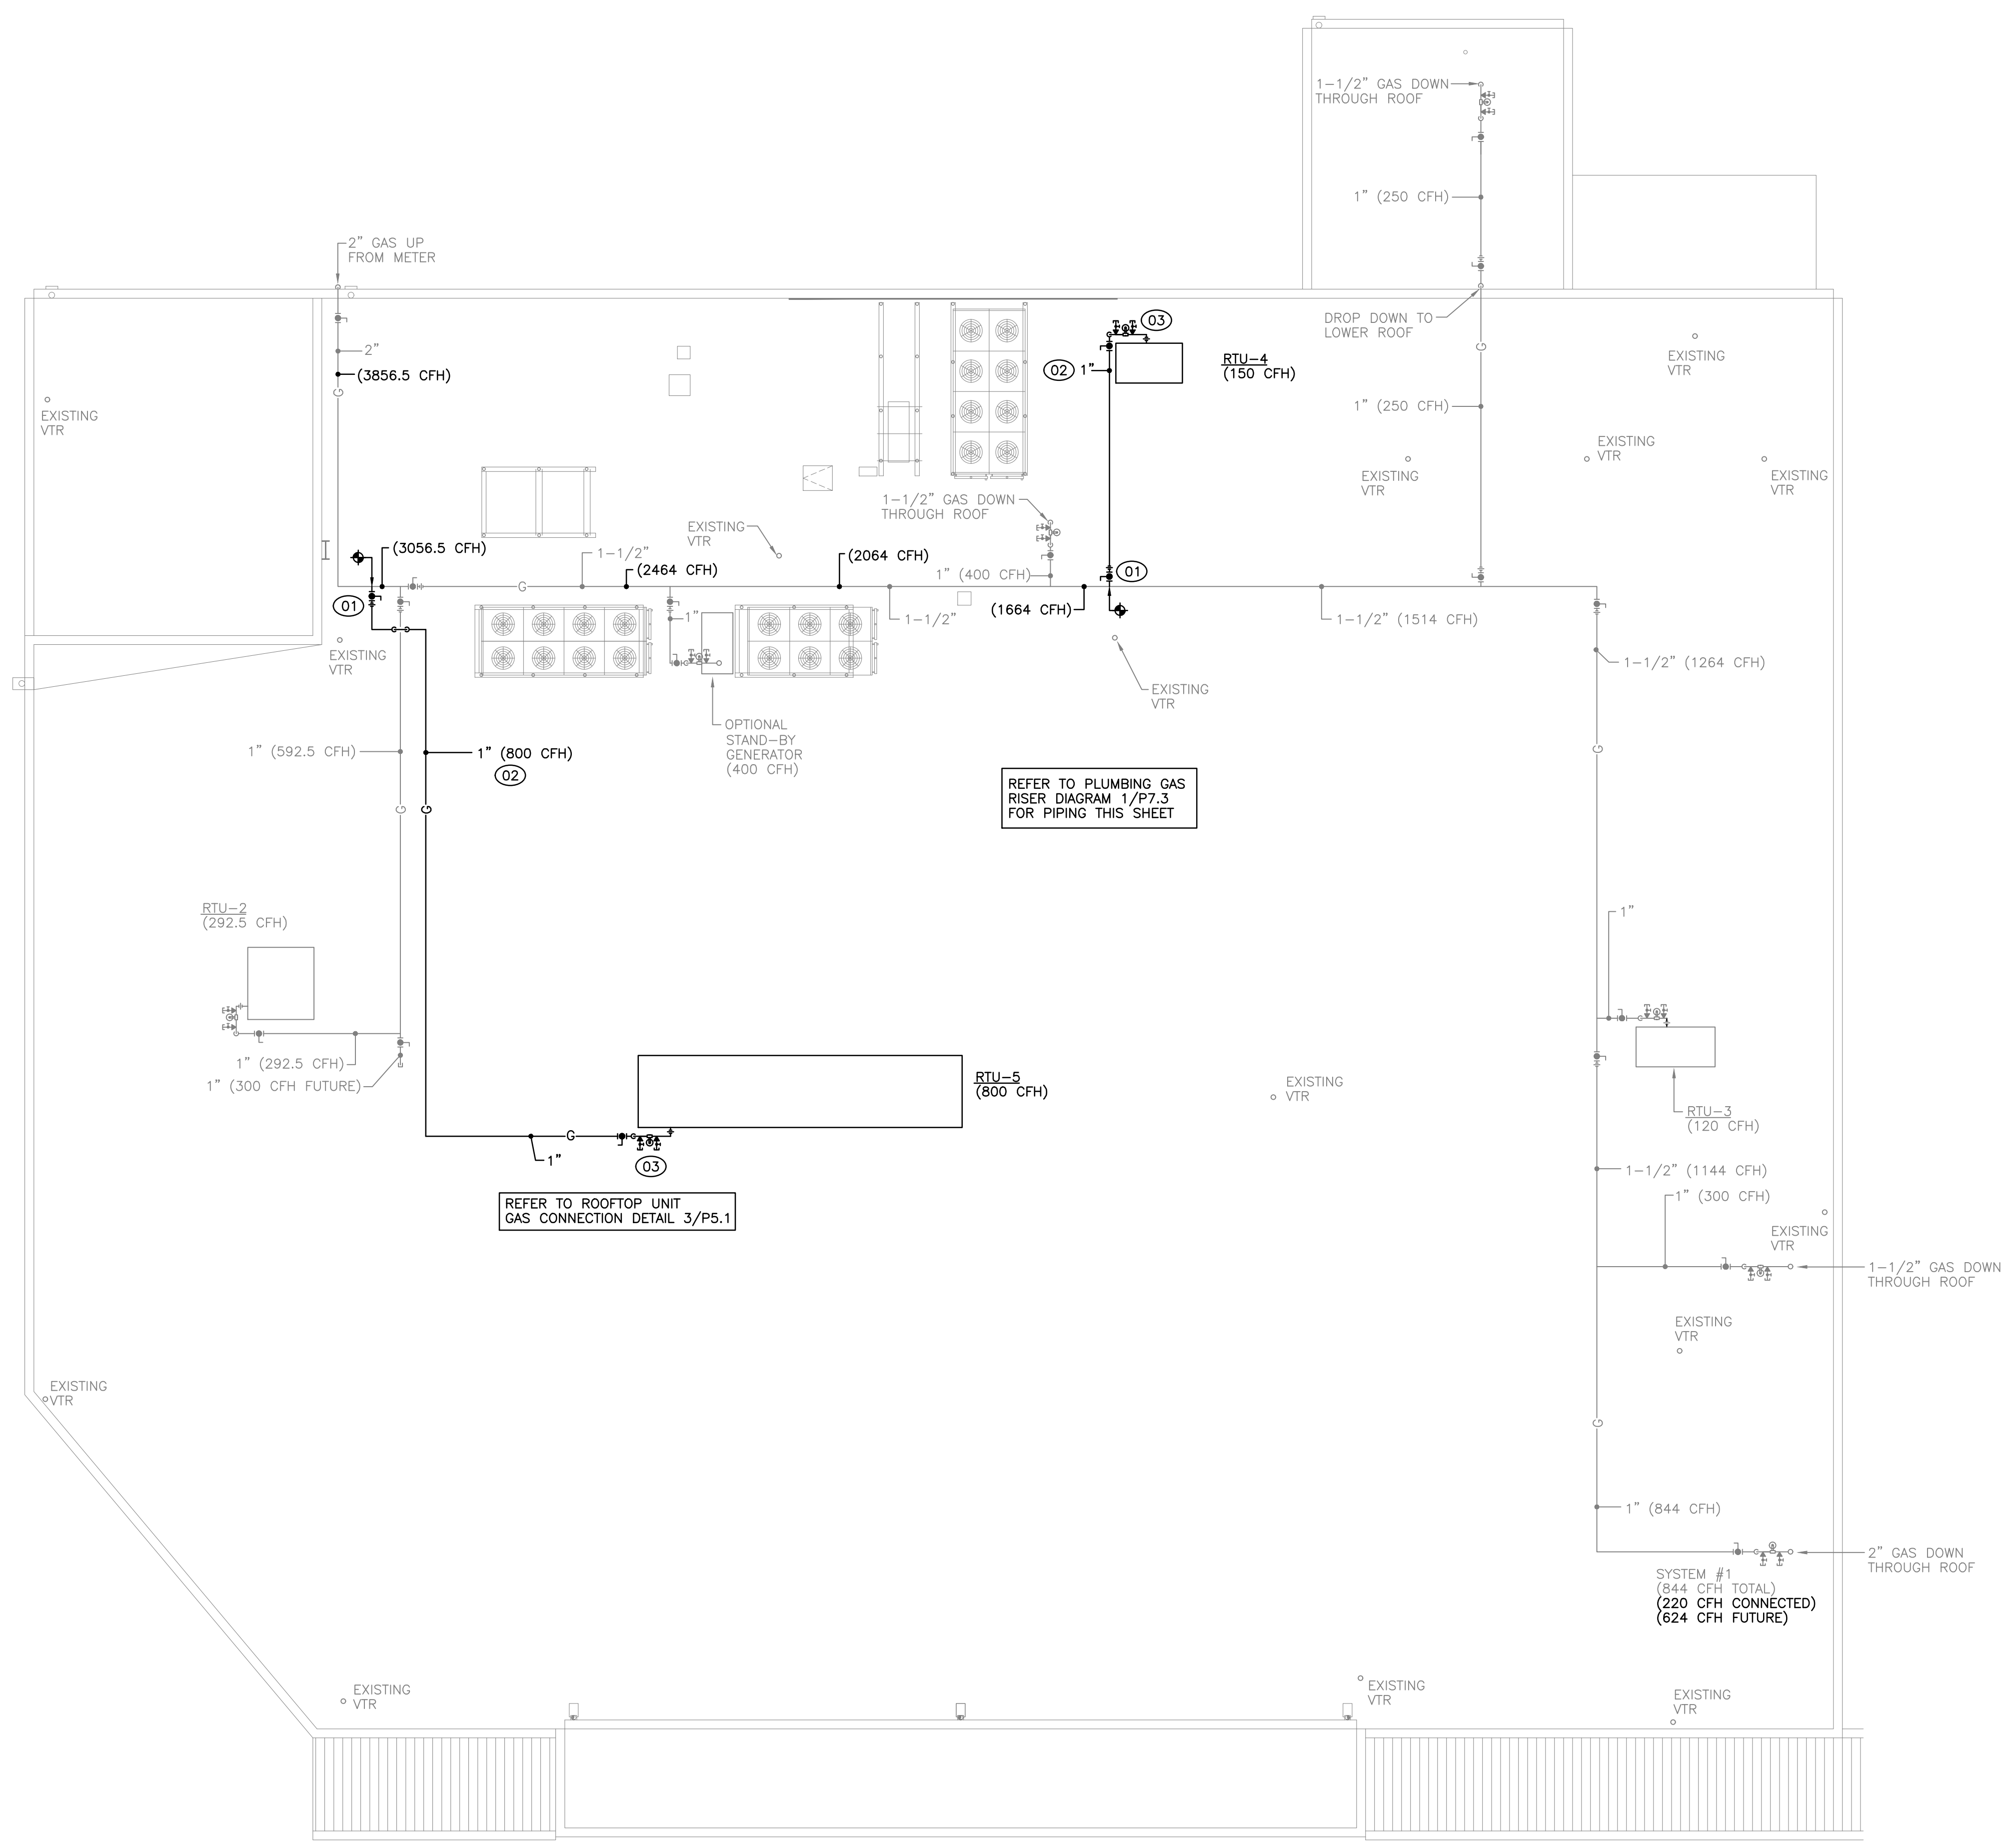 1-1/2" GAS DOWN
THROUGH ROOF
1" (250 CFH)
2" GAS UP
FROM METER
DROP DOWN TO
LOWER ROOF
G
2"
(3856.5 CFH)
G
03
02 1"
RTU-4
(150 CFH)
EXISTING
VTR
1" (250 CFH)
EXISTING
VTR
EXISTING
VTR
EXISTING
VTR
EXISTING
VTR
1-1/2" GAS DOWN
THROUGH ROOF
EXISTING
VTR
(3056.5 CFH)
1-1/2"
(2464 CFH)
(2064 CFH)
1" (400 CFH)
01
G
01
(1664 CFH)
1-1/2"
1"
1-1/2" (1514 CFH)
EXISTING
VTR
1-1/2" (1264 CFH)
EXISTING
VTR
OPTIONAL
STAND-BY
GENERATOR
(400 CFH)
1" (592.5 CFH)
1" (800 CFH)
02
G
G
G
REFER TO PLUMBING GAS
RISER DIAGRAM 1/P7.3
FOR PIPING THIS SHEET
RTU-2
(292.5 CFH)
1"
1" (292.5 CFH)
1" (300 CFH FUTURE)
RTU-5
(800 CFH)
EXISTING
VTR
RTU-3
(120 CFH)
G
1"
03
REFER TO ROOFTOP UNIT
GAS CONNECTION DETAIL 3/P5.1
1-1/2" (1144 CFH)
1" (300 CFH)
EXISTING
VTR
1-1/2" GAS DOWN
THROUGH ROOF
EXISTING
VTR
EXISTING
VTR
G
1" (844 CFH)
2" GAS DOWN
THROUGH ROOF
SYSTEM #1
(844 CFH TOTAL)
(220 CFH CONNECTED)
(624 CFH FUTURE)
EXISTING
VTR
EXISTING
VTR
EXISTING
VTR